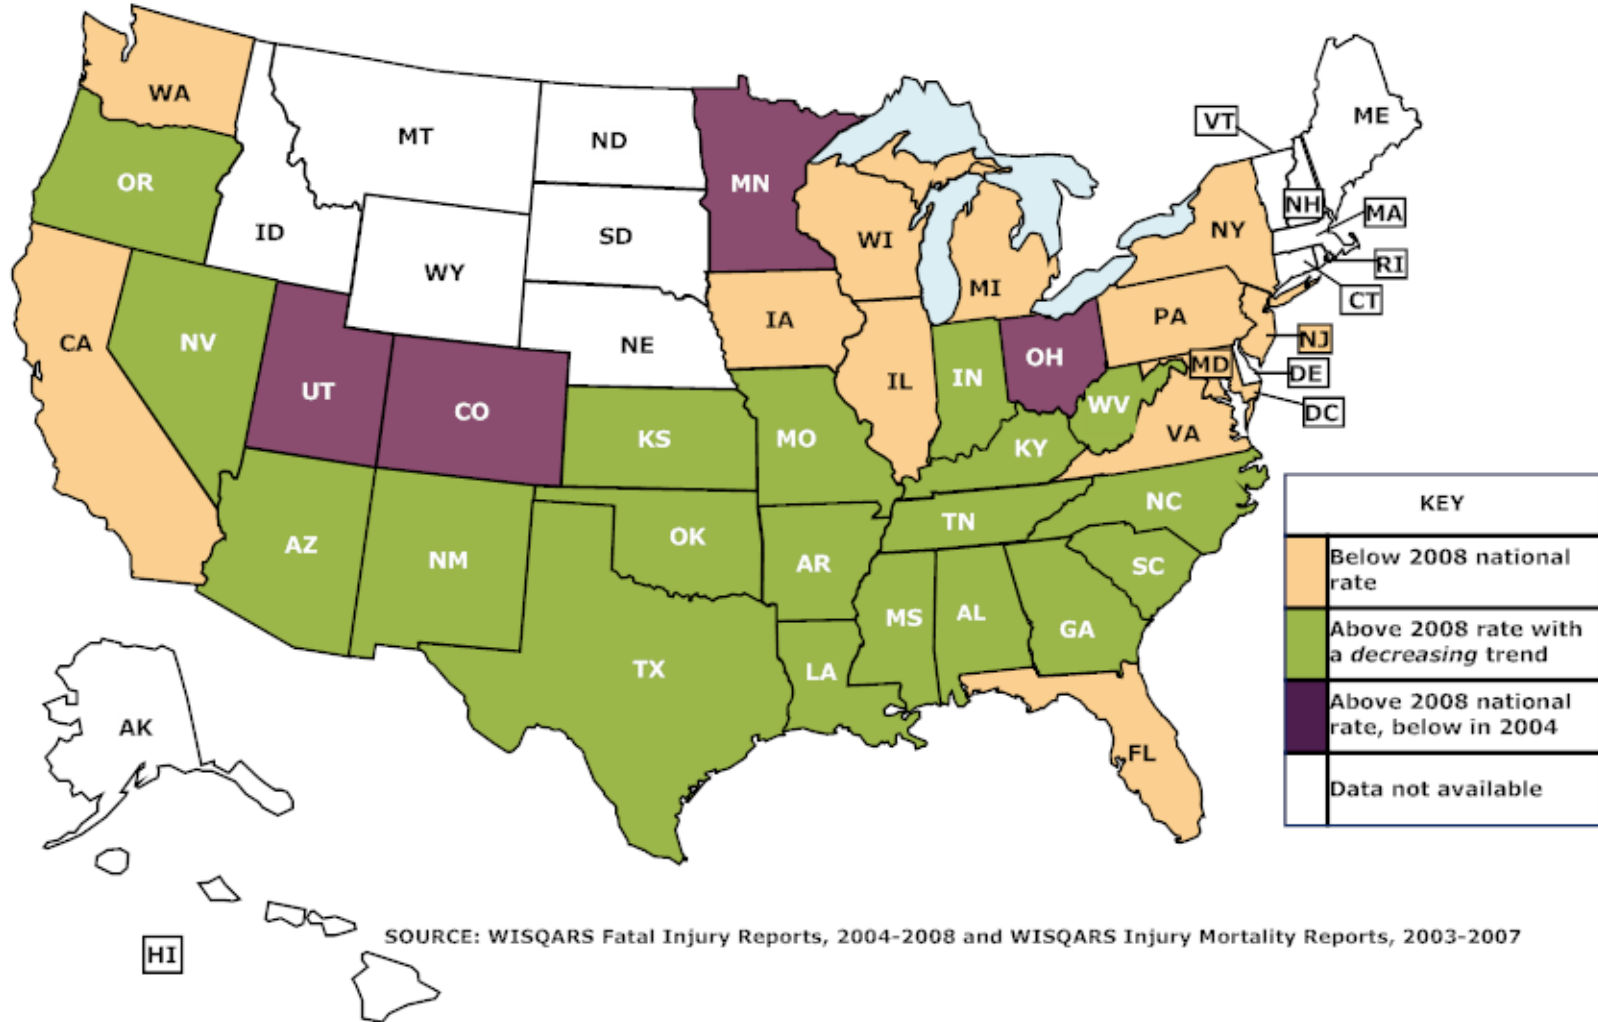 WA
MT
ND
MN
VT
ME
OR
ID
SD
WI
NY
NH
MA
WY
MI
RI
CT
CA
NV
NE
IA
PA
NJ
UT
CO
IL
IN
OH
MD
DE
DC
KS
MO
KY
WV
VA
AZ
NM
OK
AR
TN
NC
SC
MS
AL
GA
TX
LA
FL
AK
HI
KEY
Below 2008 national
rate
Above 2008 rate with
a decreasing trend
Above 2008 national
rate, below in 2004
Data not available
SOURCE: WISQARS Fatal Injury Reports, 2004-2008 and WISQARS Injury Mortality Reports, 2003-2007